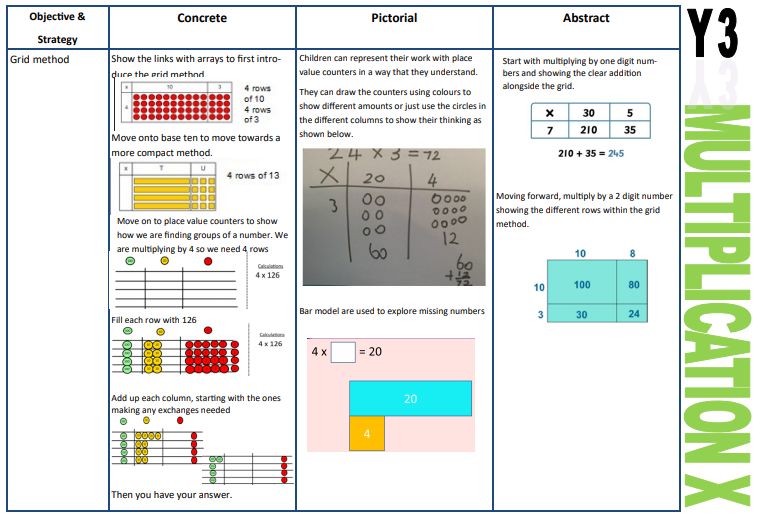 Objective &
Strategy
Concrete
Pictorial
Abstract
Y3
MULTIPLICATION X
Grid method
Show the links with arrays to first intro-
duce the grid method.
x 10 3
4
4 rows
of 10
4 rows
of 3
Move onto base ten to move towards a
more compact method.
x T U
4 rows of 13
Move on to place value counters to show
how we are finding groups of a number. We
are multiplying by 4 so we need 4 rows
Calculations
4 x 126
Fill each row with 126
Calculations
4 x 126
Add up each column, starting with the ones
making any exchanges needed
Then you have your answer.
Children can represent their work with place
value counters in a way that they understand.
They can draw the counters using colours to
show different amounts or just use the circles in
the different columns to show their thinking as
shown below.
24 x 3 = 72
X 20 4
3
12
60
60
+12
72
Bar model are used to explore missing numbers
4 x = 20
20
4
Start with multiplying by one digit num-
bers and showing the clear addition
alongside the grid.
X 30 5
7 210 35
210 + 35 = 245
Moving forward, multiply by a 2 digit number
showing the different rows within the grid
method.
10 8
10 100 80
3 30 24